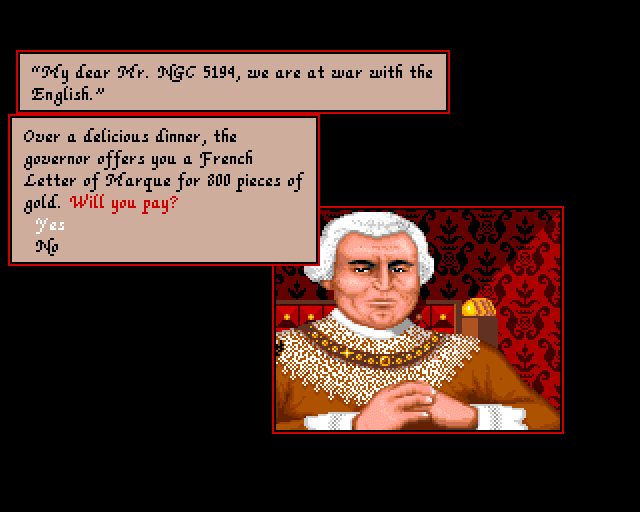 “My dear Mr. NGC 5194, we are at war with the
English.”
Over a delicious dinner, the
governor offers you a French
Letter of Marque for 800 pieces of
gold. Will you pay?
Yes
No